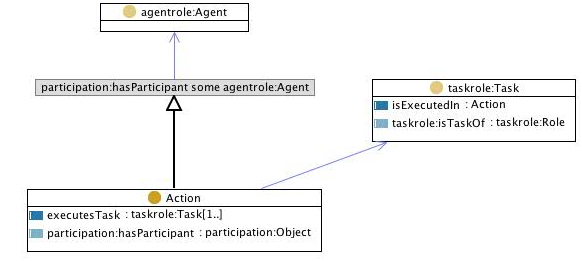 agentrole:Agent
participation:hasParticipant some agentrole:Agent
taskrole:Task
isExecutedIn : Action
taskrole:isTaskOf : taskrole:Role
Action
executesTask : taskrole:Task[1..]
participation:hasParticipant : participation:Object